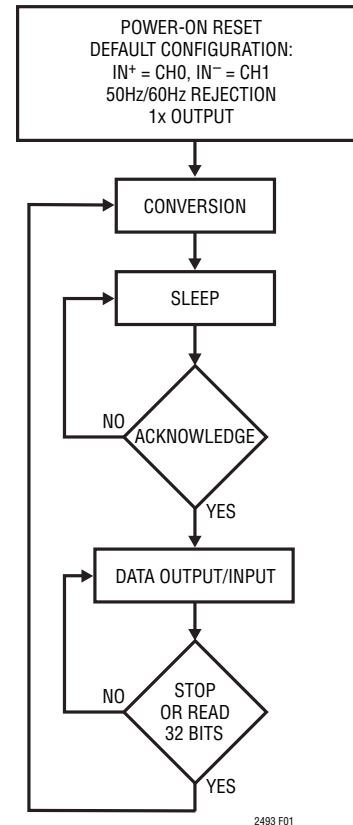 POWER-ON RESET
DEFAULT CONFIGURATION:
IN⁺ = CH0, IN⁻ = CH1
50Hz/60Hz REJECTION
1x OUTPUT
CONVERSION
SLEEP
NO
ACKNOWLEDGE
YES
DATA OUTPUT/INPUT
NO
STOP
OR READ
32 BITS
YES
2493 F01